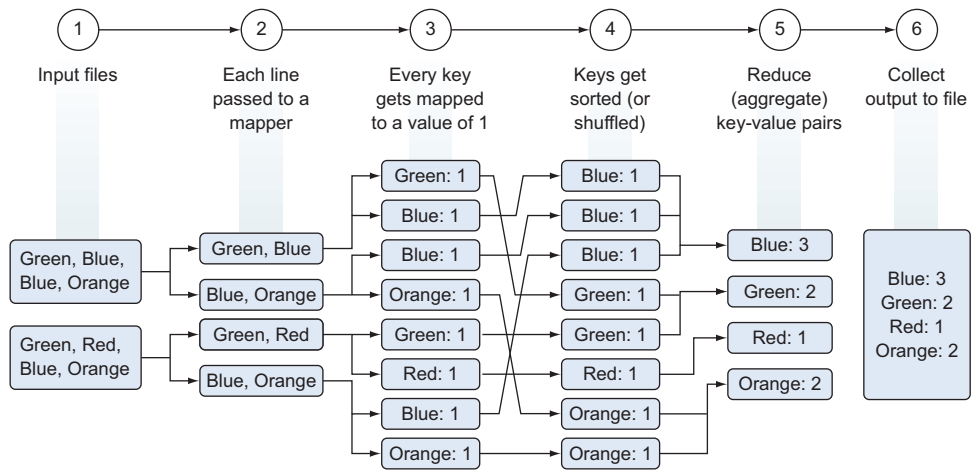 1
2
3
4
5
6
Input files
Each line
passed to a
mapper
Every key
gets mapped
to a value of 1
Keys get
sorted (or
shuffled)
Reduce
(aggregate)
key-value pairs
Collect
output to file
Green, Blue,
Blue, Orange
Green, Red,
Blue, Orange
Green, Blue
Blue, Orange
Green, Red
Blue, Orange
Green: 1
Blue: 1
Blue: 1
Orange: 1
Green: 1
Red: 1
Blue: 1
Orange: 1
Blue: 1
Blue: 1
Blue: 1
Green: 1
Green: 1
Red: 1
Orange: 1
Orange: 1
Blue: 3
Green: 2
Red: 1
Orange: 2
Blue: 3
Green: 2
Red: 1
Orange: 2